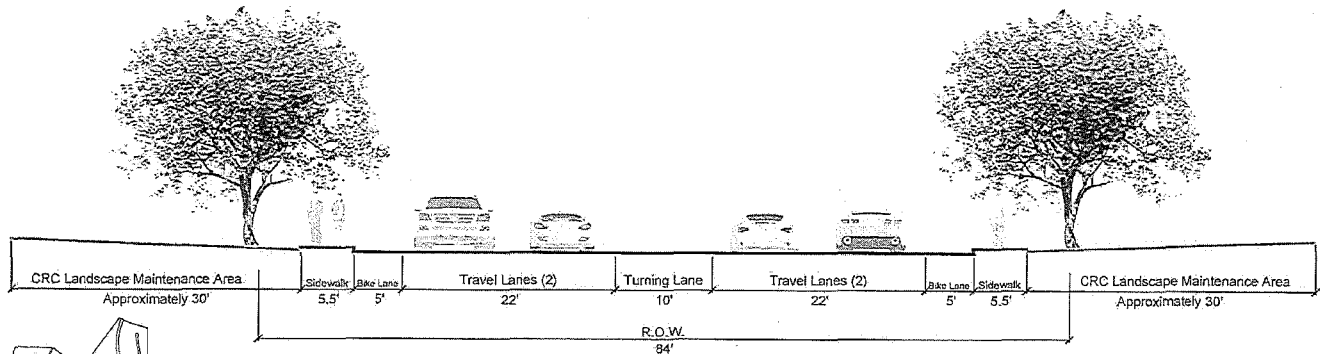 CRC Landscape Maintenance Area
Approximately 30'
Sidewalk
5.5'
Bike Lane
5'
Travel Lanes (2)
22'
Turning Lane
10'
Travel Lanes (2)
22'
Bike Lane
5'
Sidewalk
5.5'
CRC Landscape Maintenance Area
Approximately 30'
R.O.W.
84'